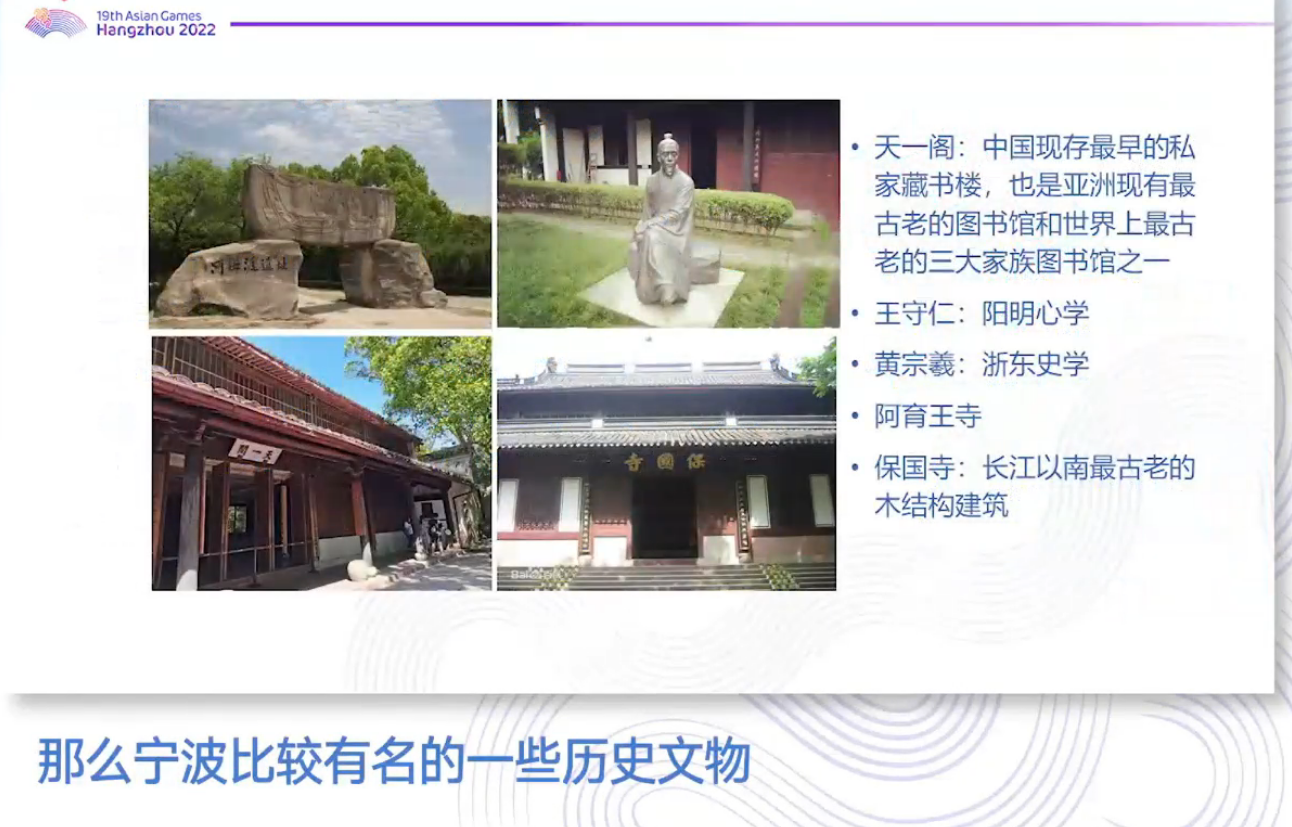 19th Asian Games
Hangzhou 2022
河姆渡遗址
天一阁：中国现存最早的私
家藏书楼，也是亚洲现有最
古老的图书馆和世界上最古
老的三大家族图书馆之一
王守仁：阳明心学
黄宗羲：浙东史学
阿育王寺
保国寺：长江以南最古老的
木结构建筑
閣一天
寺國保
那么宁波比较有名的一些历史文物